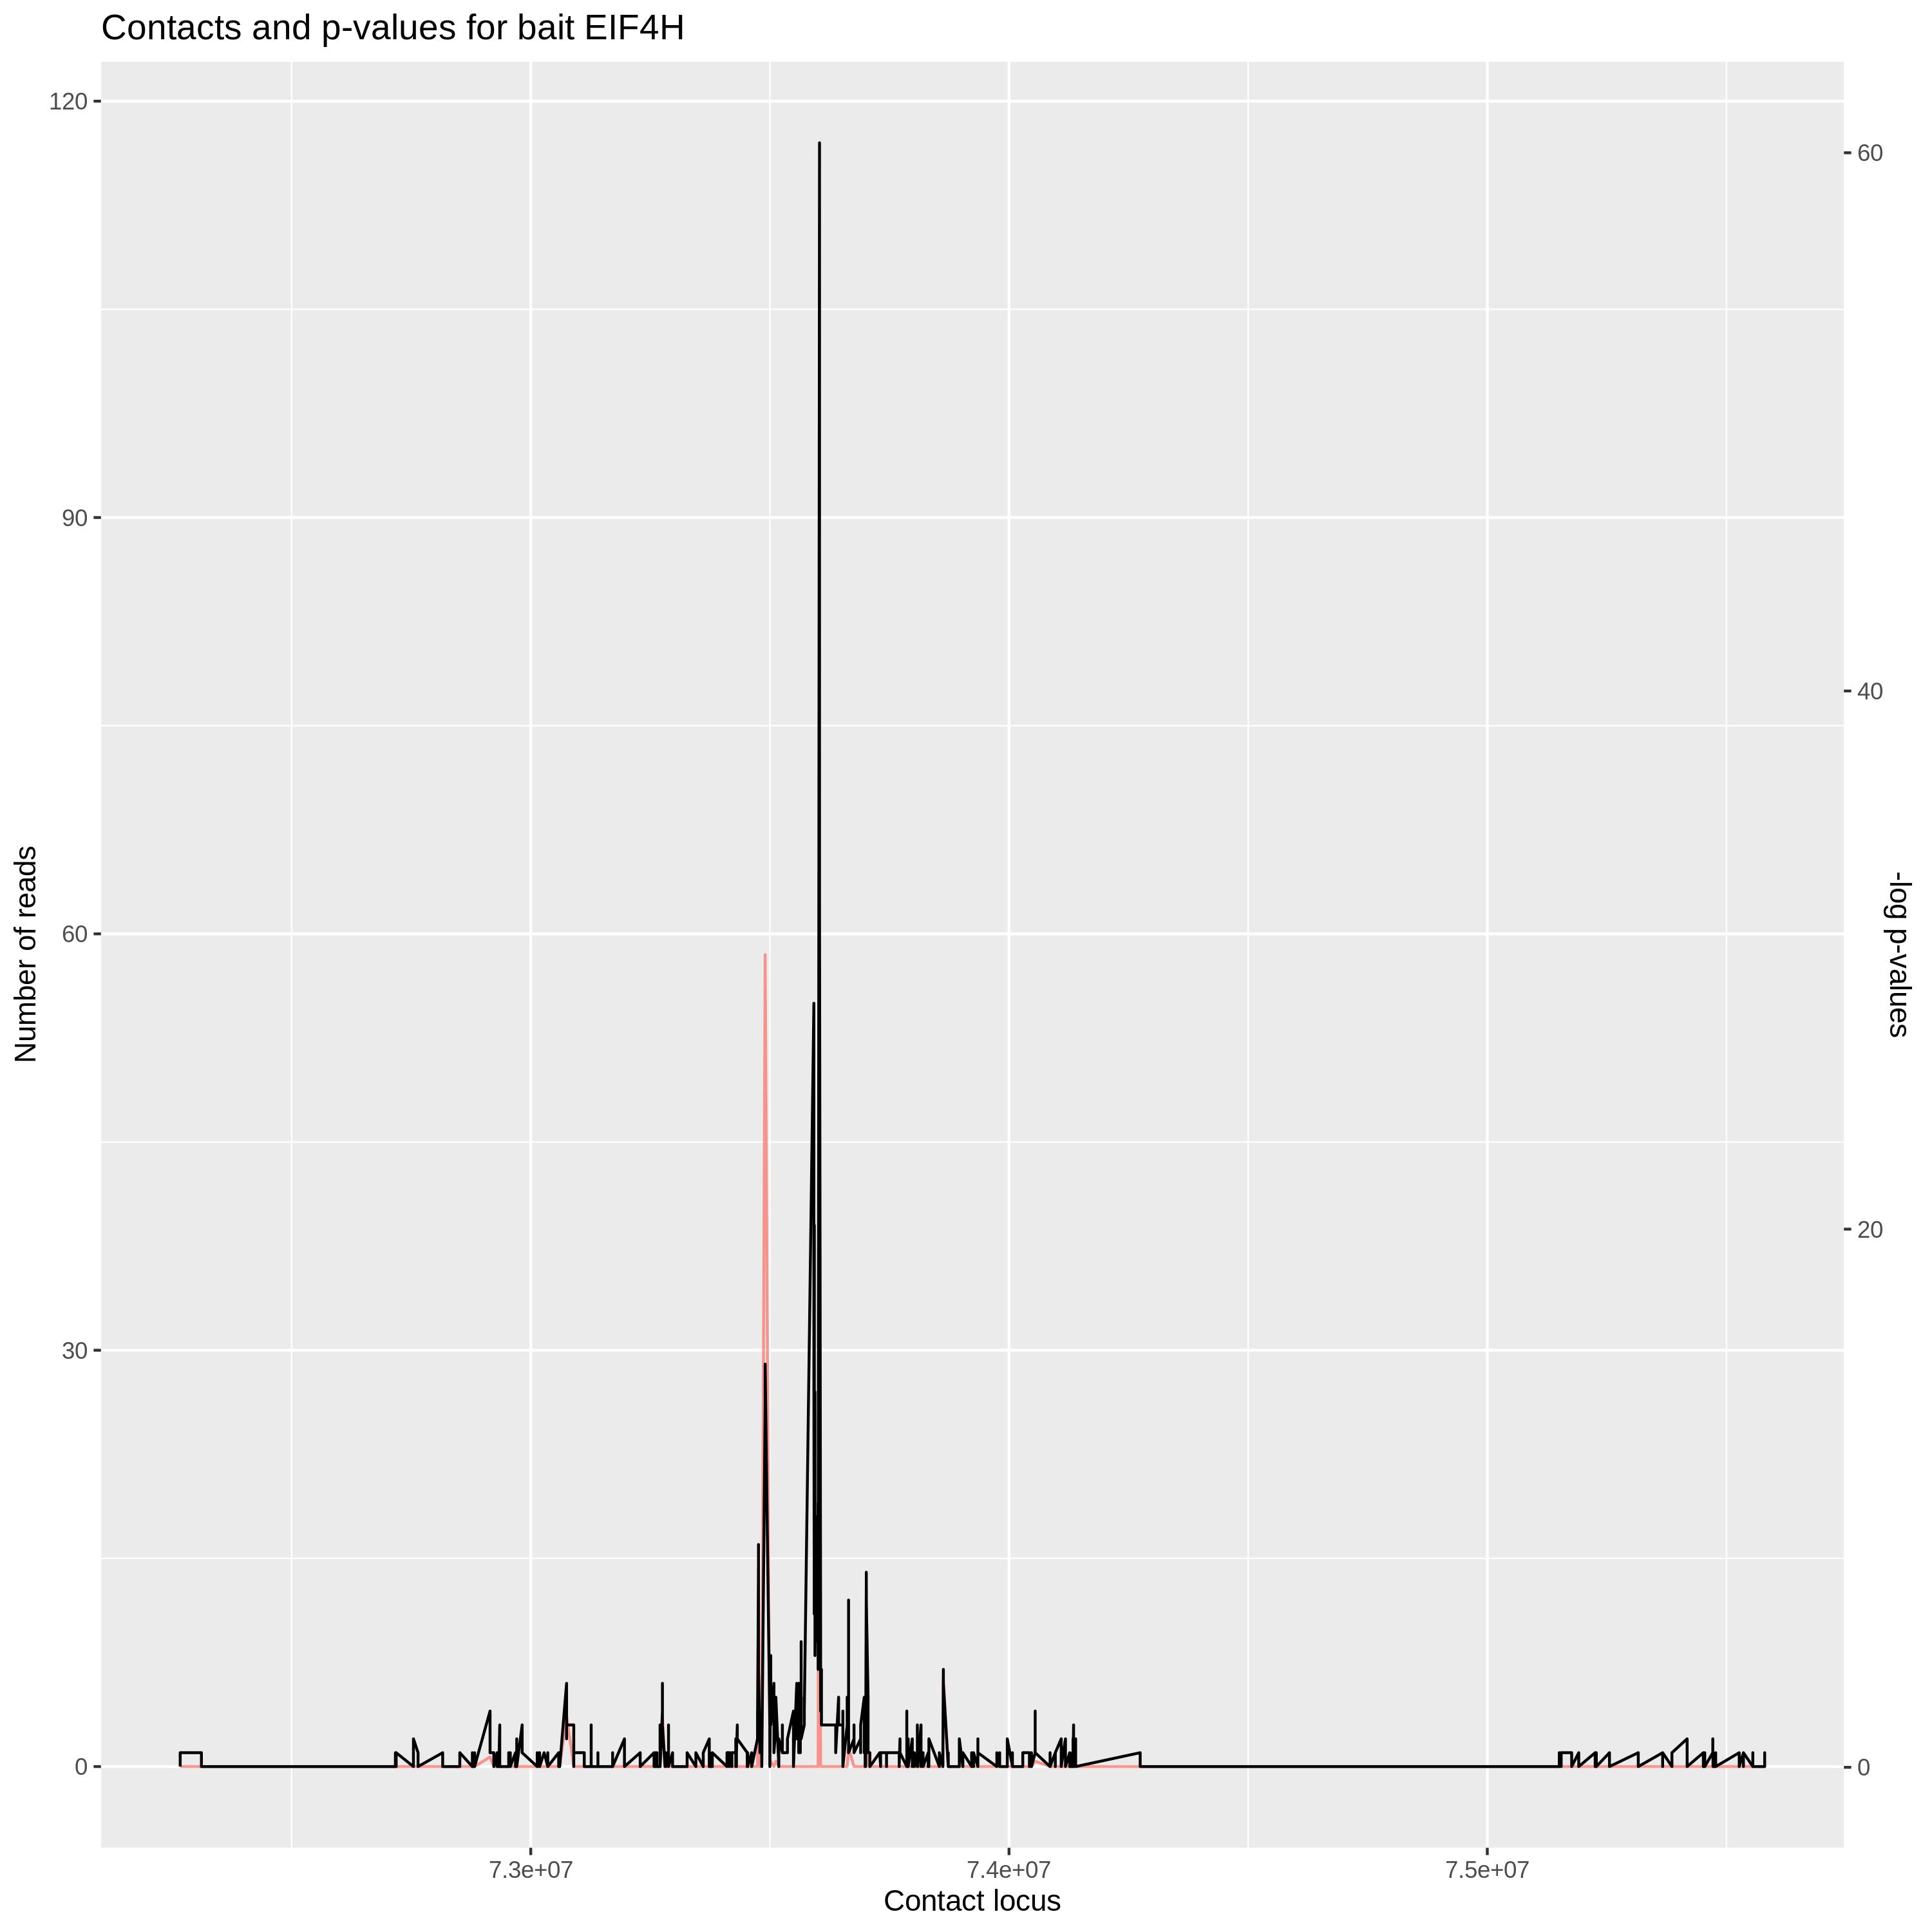 Contacts and p-values for bait EIF4H
120
90
60
30
0
Number of reads
60
40
20
0
-log p-values
7.3e+07
7.4e+07
7.5e+07
Contact locus